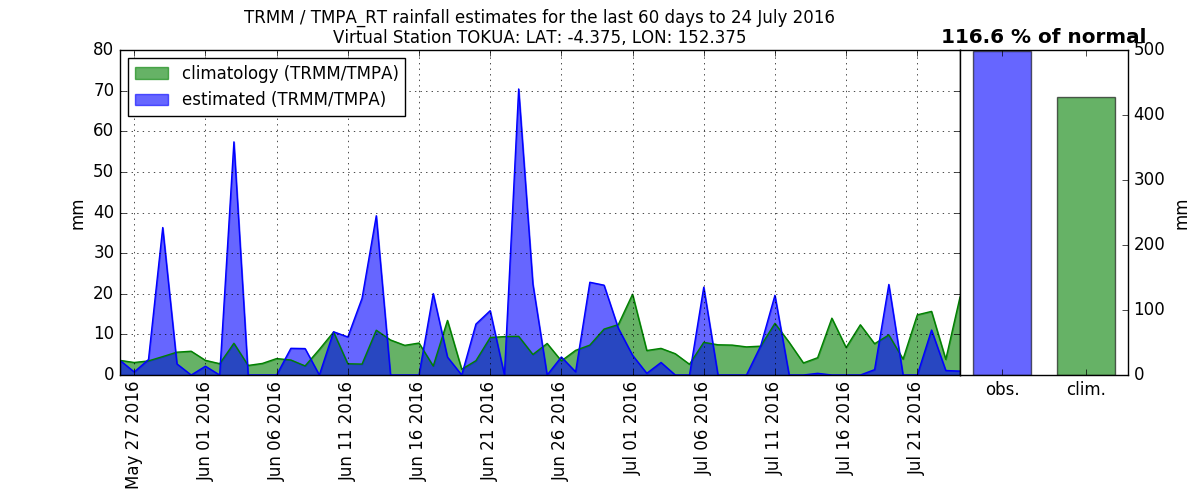 TRMM / TMPA_RT rainfall estimates for the last 60 days to 24 July 2016
Virtual Station TOKUA: LAT: -4.375, LON: 152.375
116.6 % of normal
climatology (TRMM/TMPA)
estimated (TRMM/TMPA)
80
70
60
50
40
30
20
10
0
mm
May 27 2016
Jun 01 2016
Jun 06 2016
Jun 11 2016
Jun 16 2016
Jun 21 2016
Jun 26 2016
Jul 01 2016
Jul 06 2016
Jul 11 2016
Jul 16 2016
Jul 21 2016
obs.
clim.
500
400
300
200
100
0
mm